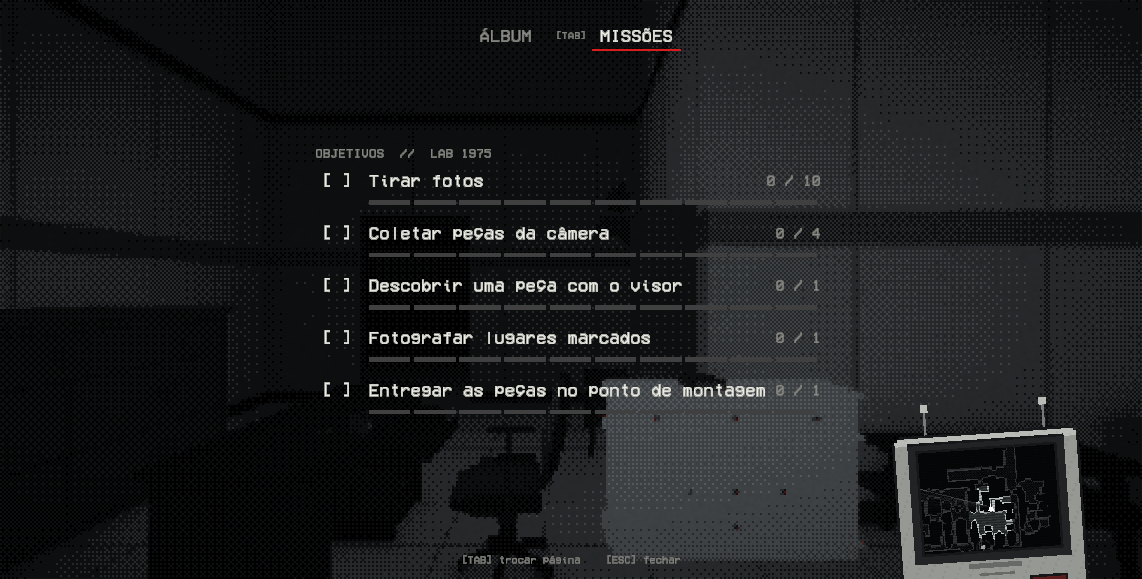 ÁLBUM [TAB] MISSÕES
OBJETIVOS // LAB 1975
[ ] Tirar fotos 0 / 10
[ ] Coletar peças da câmera 0 / 4
[ ] Descobrir uma peça com o visor 0 / 1
[ ] Fotografar lugares marcados 0 / 1
[ ] Entregar as peças no ponto de montagem 0 / 1
[TAB] trocar página [ESC] fechar